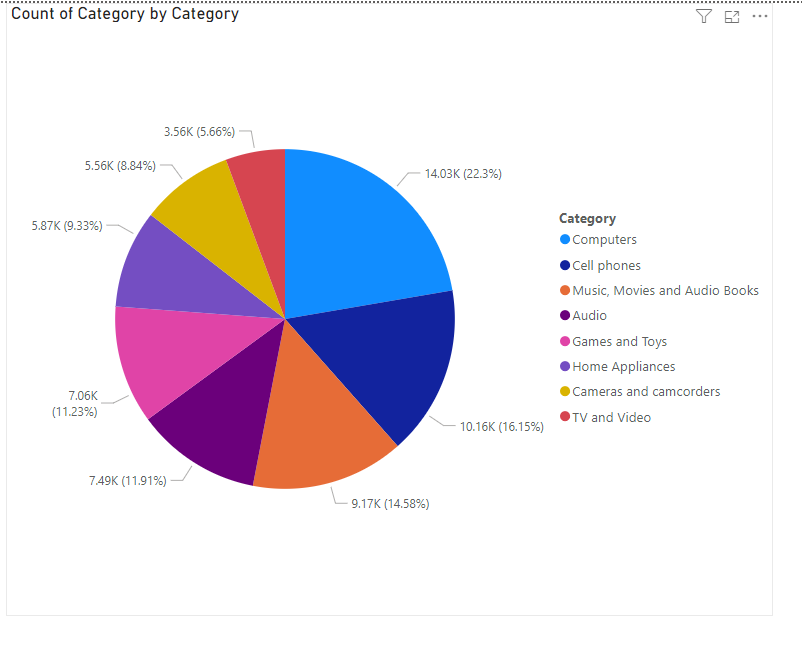 Count of Category by Category
3.56K (5.66%)
5.56K (8.84%)
14.03K (22.3%)
5.87K (9.33%)
7.06K
(11.23%)
10.16K (16.15%)
7.49K (11.91%)
9.17K (14.58%)
Category
Computers
Cell phones
Music, Movies and Audio Books
Audio
Games and Toys
Home Appliances
Cameras and camcorders
TV and Video